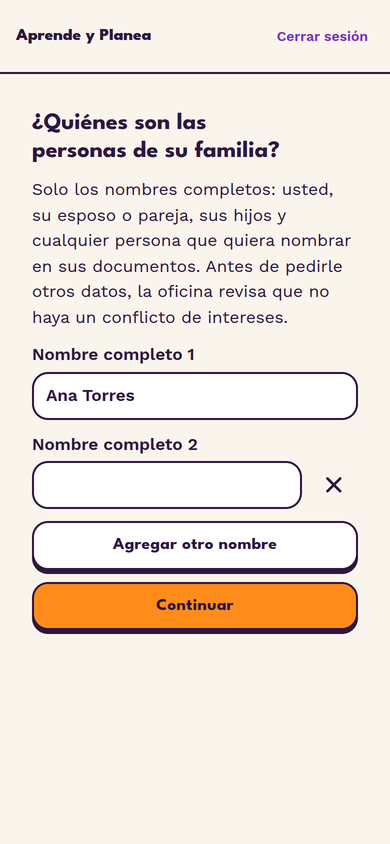 Aprende y Planea
Cerrar sesión
¿Quiénes son las
personas de su familia?
Solo los nombres completos: usted,
su esposo o pareja, sus hijos y
cualquier persona que quiera nombrar
en sus documentos. Antes de pedirle
otros datos, la oficina revisa que no
haya un conflicto de intereses.
Nombre completo 1
Ana Torres
Nombre completo 2
Agregar otro nombre
Continuar